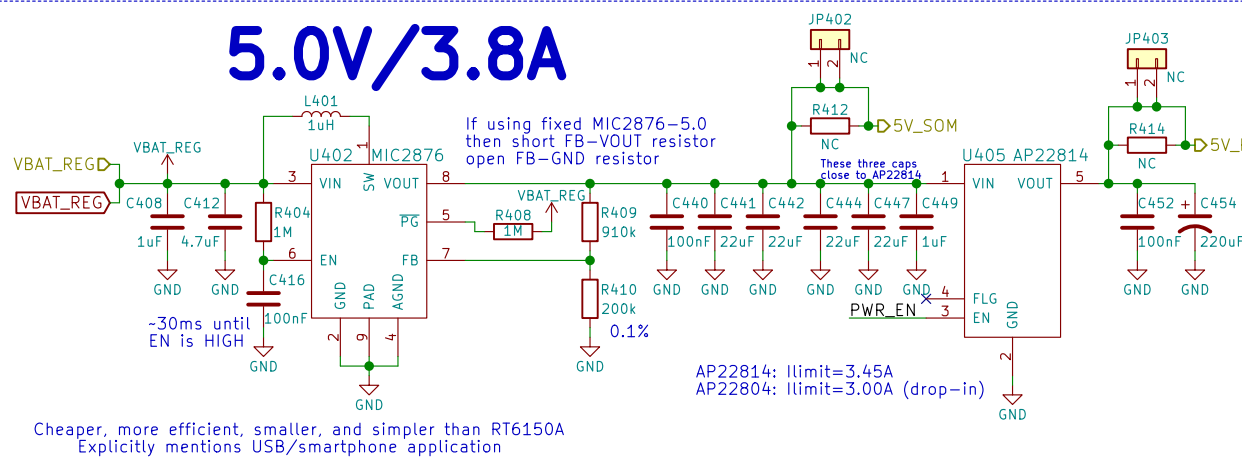 5.0V/3.8A
JP402
1
2
NC
JP403
1
2
NC
L401
1uH
If using fixed MIC2876-5.0
then short FB-VOUT resistor
open FB-GND resistor
R412
NC
5V_SOM
R414
NC
VBAT_REG
VBAT_REG
VBAT_REG
U402
MIC2876
1
3
VIN
SW
VOUT
8
PG
5
EN
6
FB
7
GND
PAD
AGND
2
9
4
GND
VBAT_REG
R408
1M
C408
1uF
GND
C412
4.7uF
GND
R404
1M
C416
100nF
GND
~30ms until
EN is HIGH
R409
910k
R410
200k
0.1%
GND
These three caps
close to AP22814
C440
100nF
GND
C441
22uF
GND
C442
22uF
GND
C444
22uF
GND
C447
22uF
GND
C449
1uF
GND
U405 AP22814
1
VIN
VOUT
5
4
FLG
PWR_EN
3
EN
GND
2
GND
C452
100nF
GND
+
C454
220uF
GND
AP22814: Ilimit=3.45A
AP22804: Ilimit=3.00A (drop-in)
Cheaper, more efficient, smaller, and simpler than RT6150A
Explicitly mentions USB/smartphone application